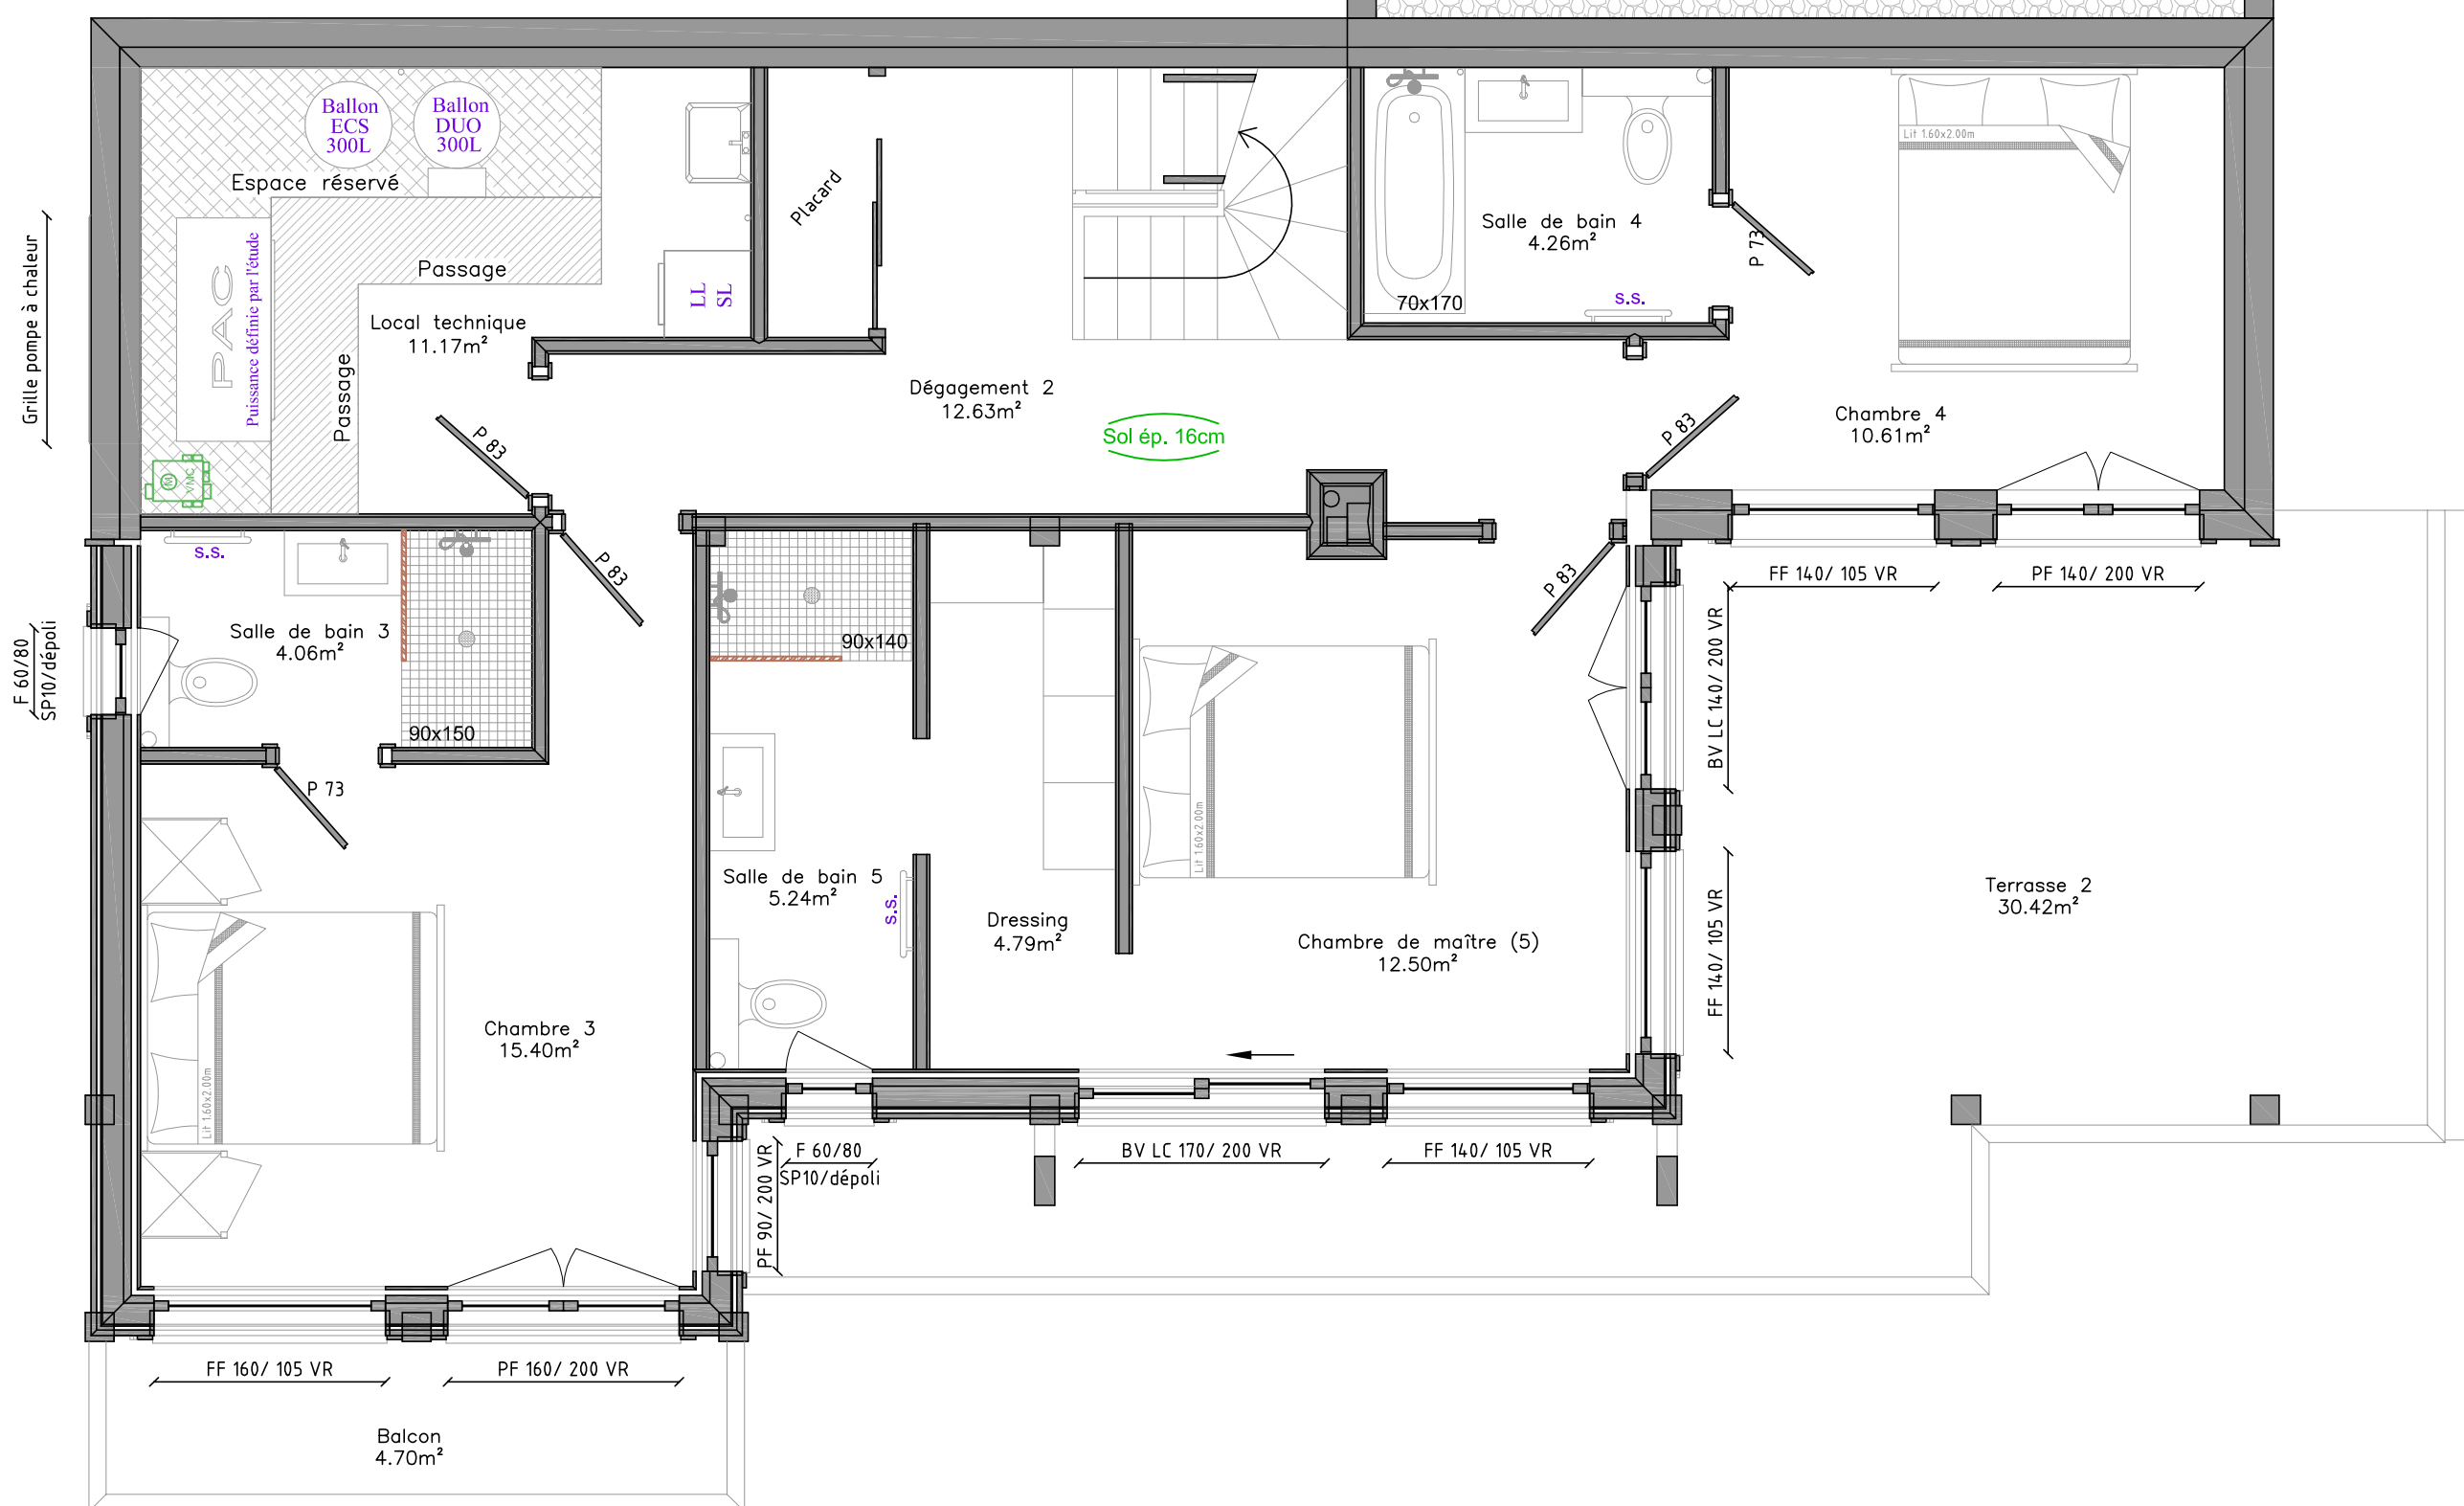 Ballon
ECS
300L
Ballon
DUO
300L
Espace réservé
Placard
Grille pompe à chaleur
PAC
Puissance définie par l'étude
Passage
Passage
Local technique
11.17m²
LL
SL
M
VMC
P 83
Dégagement 2
12.63m²
Sol ép. 16cm
70x170
Salle de bain 4
4.26m²
s.s.
P 73
Lit 1.60x2.00m
Chambre 4
10.61m²
P 83
FF 140/ 105 VR
PF 140/ 200 VR
s.s.
Salle de bain 3
4.06m²
90x150
F 60/80
SP10/dépoli
P 83
P 73
90x140
Salle de bain 5
5.24m²
s.s.
Dressing
4.79m²
Lit 1.60x2.00m
Chambre de maître (5)
12.50m²
P 83
BV LC 140/ 200 VR
FF 140/ 105 VR
Terrasse 2
30.42m²
Lit 1.60x2.00m
Chambre 3
15.40m²
PF 90/ 200 VR
F 60/80
SP10/dépoli
BV LC 170/ 200 VR
FF 140/ 105 VR
FF 160/ 105 VR
PF 160/ 200 VR
Balcon
4.70m²